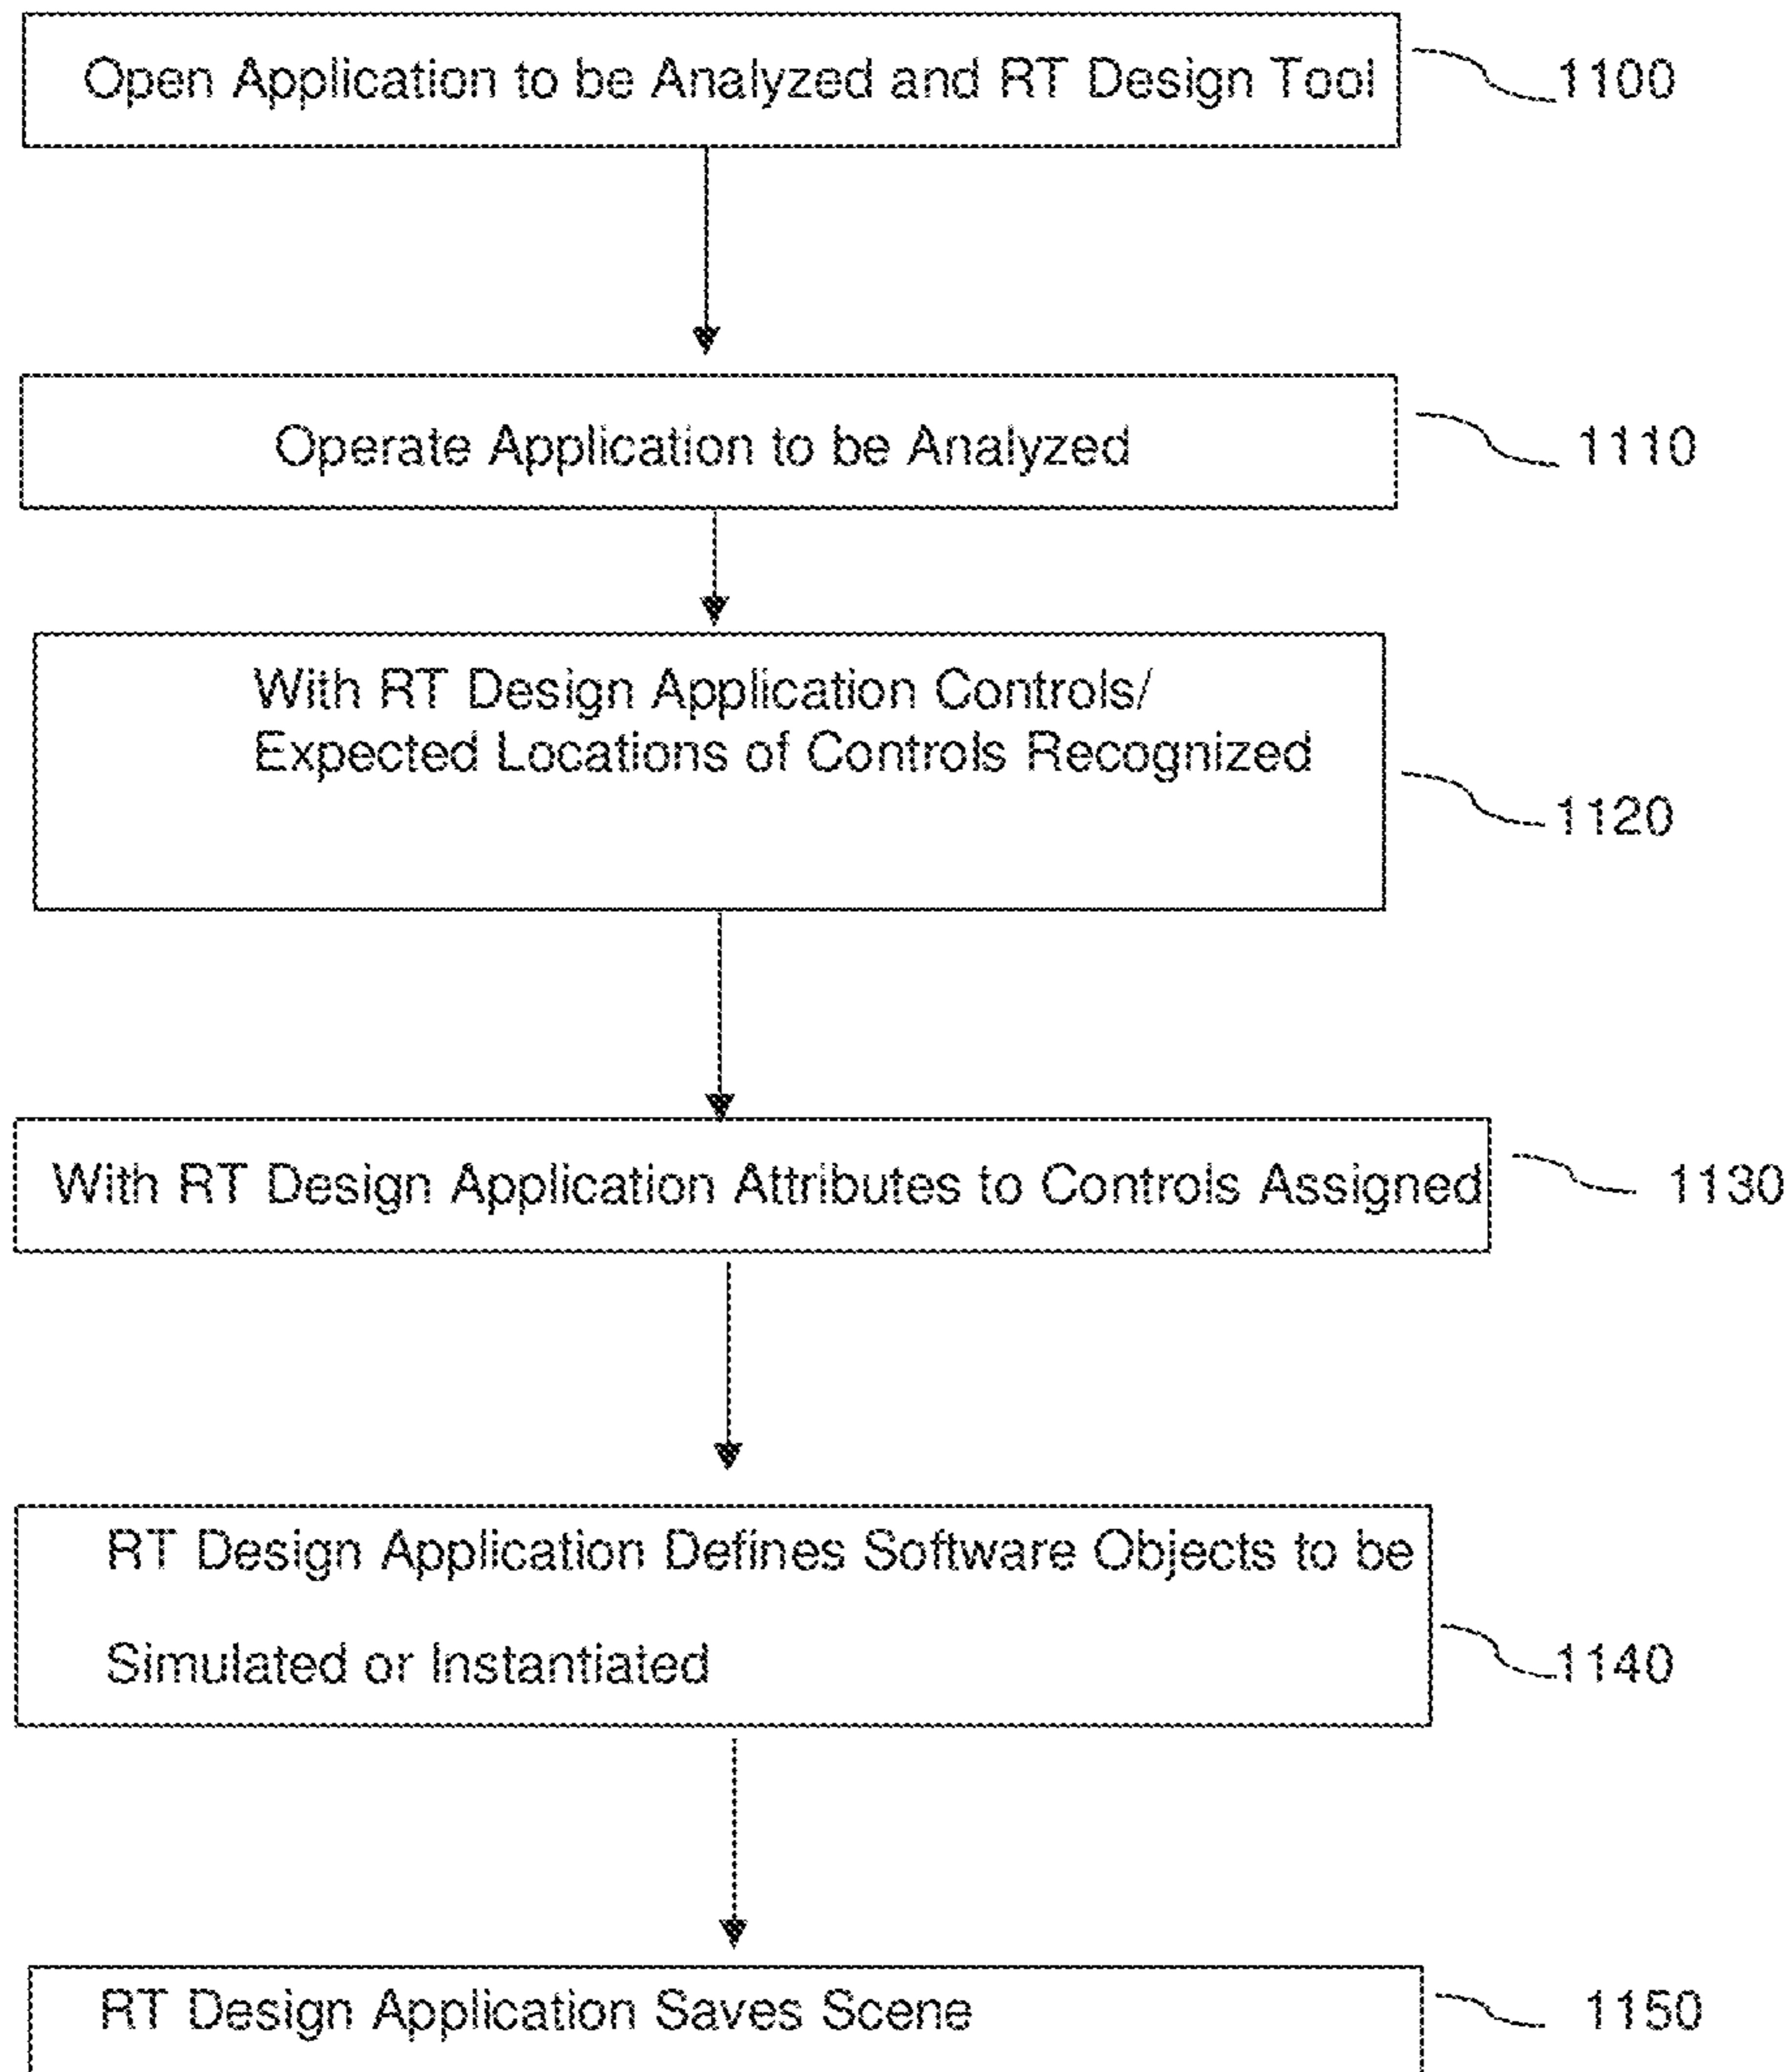 Open Application to be Analyzed and RT Design Tool
1100
Operate Application to be Analyzed
1110
With RT Design Application Controls/
Expected Locations of Controls Recognized
1120
With RT Design Application Attributes to Controls Assigned
1130
RT Design Application Defines Software Objects to be
Simulated or Instantiated
1140
RT Design Application Saves Scene
1150